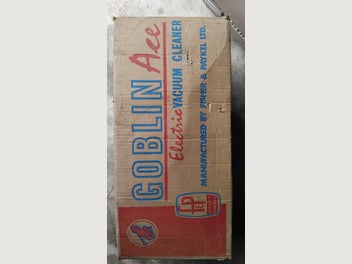 GOBLIN Ace
Electric VACUUM CLEANER
MANUFACTURED BY FISHER & PAYKEL LTD.